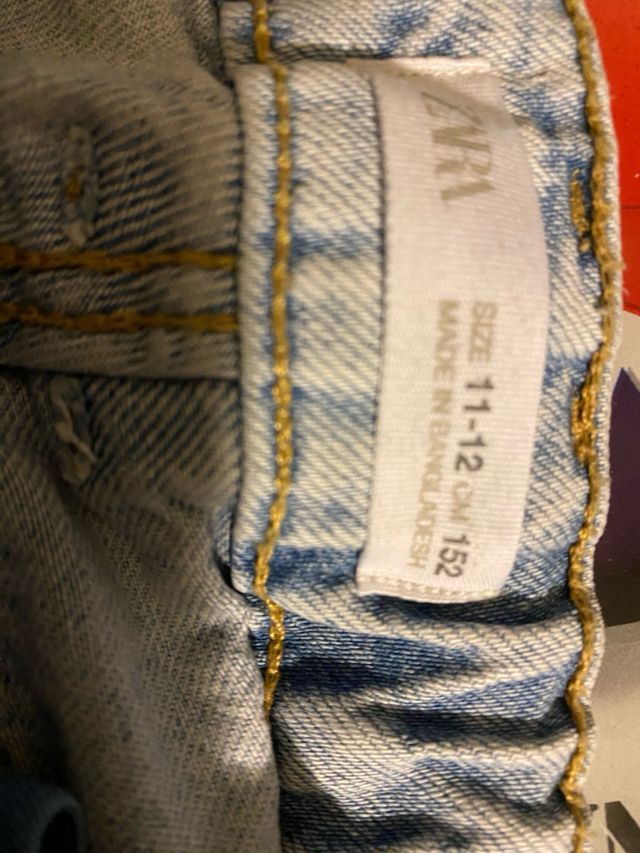 ZARA
SIZE 11-12 CM 152
MADE IN BANGLADESH